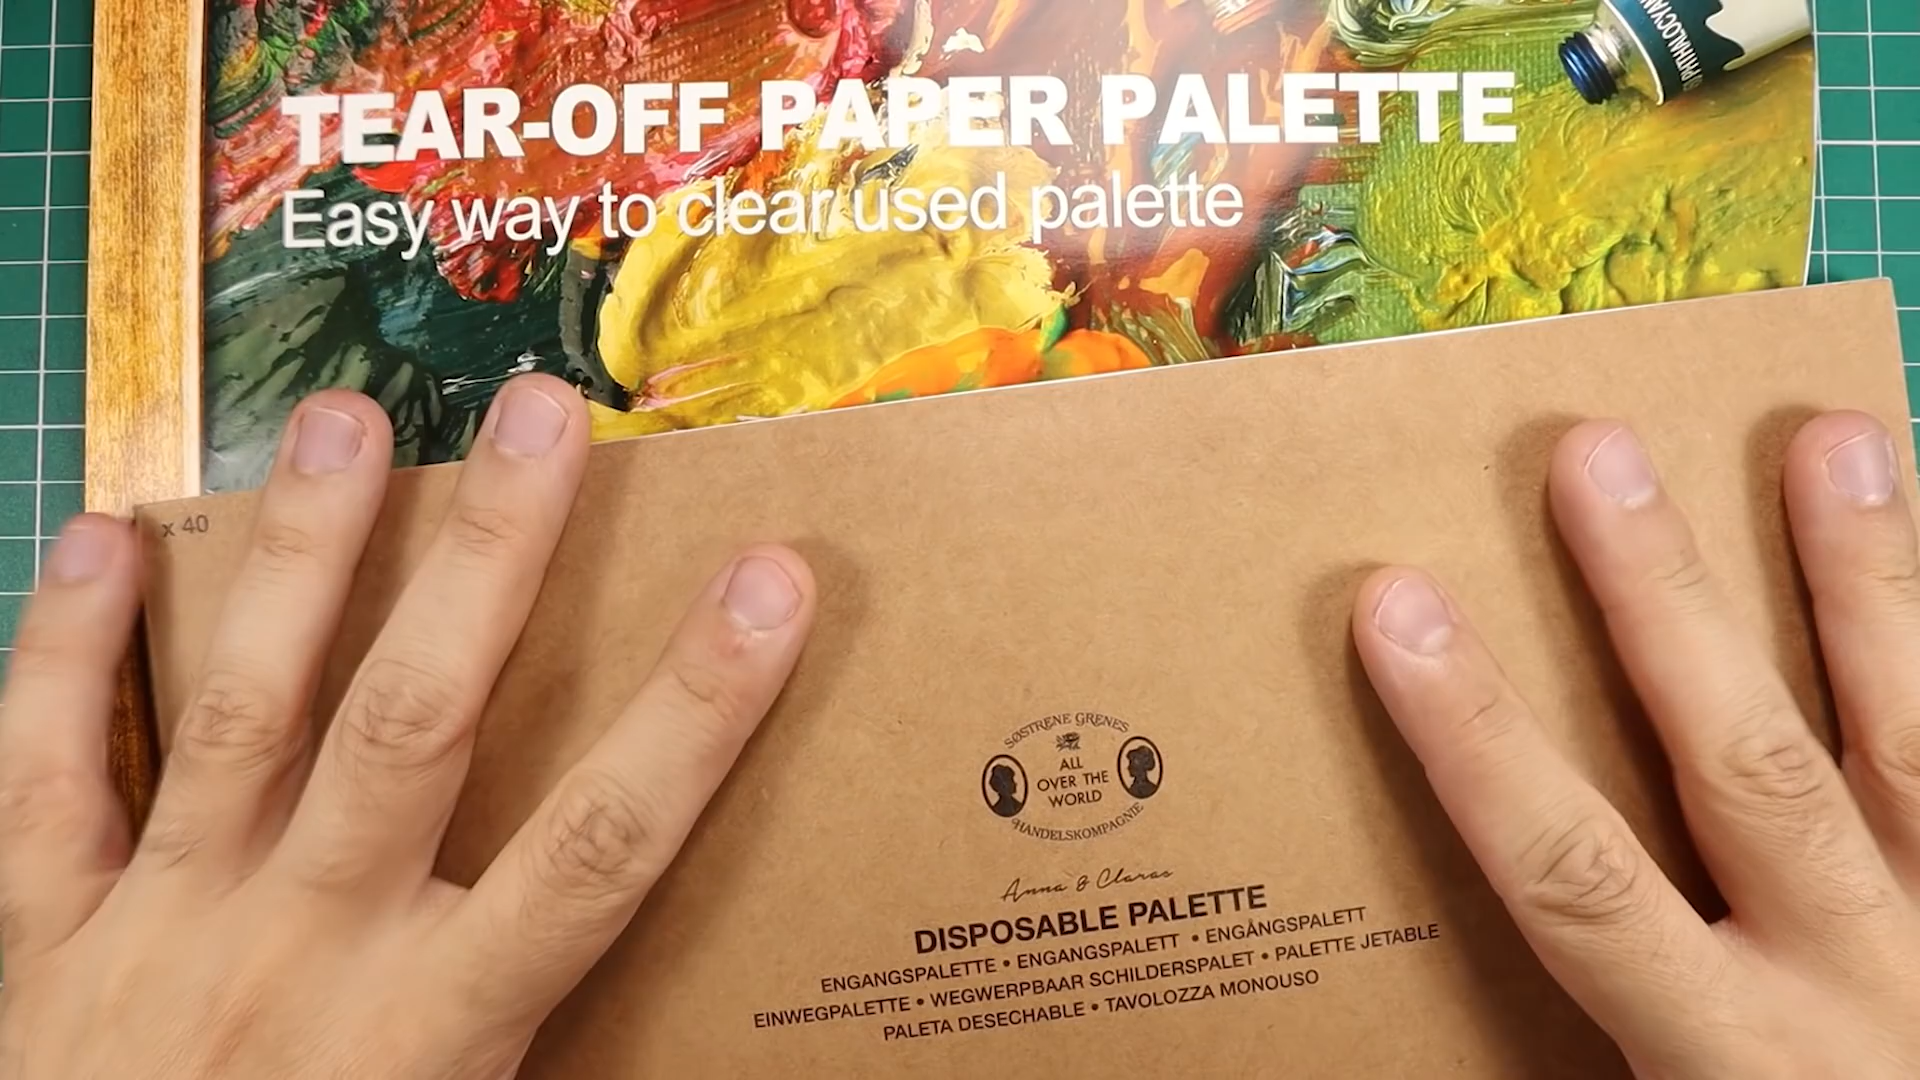 PHTHALOCYAN
TEAR-OFF PAPER PALETTE
Easy way to clear used palette
x 40
SØSTRENE GRENES
ALL
OVER THE
WORLD
HANDELSKOMPAGNIE
Anna & Claras
DISPOSABLE PALETTE
ENGANGSPALETTE • ENGANGSPALETT • ENGÅNGSPALETT
EINWEGPALETTE • WEGWERPBAAR SCHILDERSPALET • PALETTE JETABLE
PALETA DESECHABLE • TAVOLOZZA MONOUSO